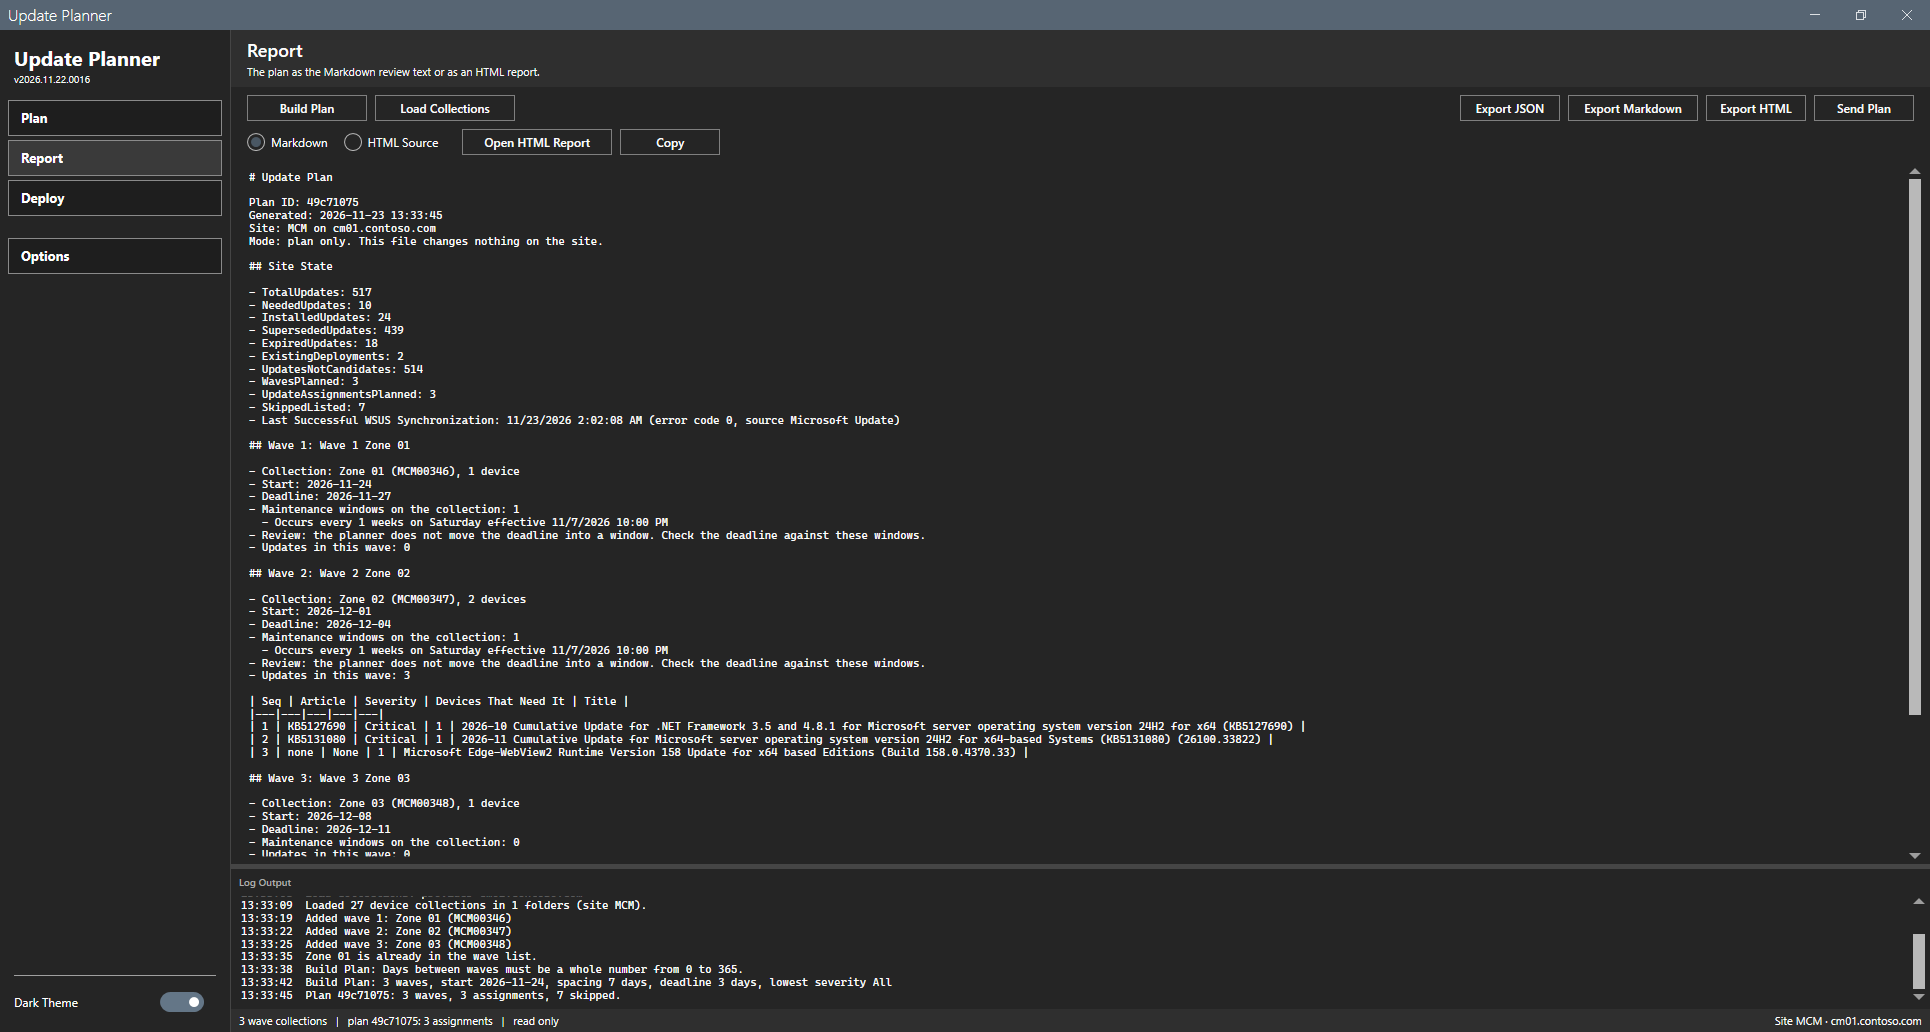 Update Planner
Update Planner
v2026.11.22.0016
Plan
Report
Deploy
Options
Dark Theme
Report
The plan as the Markdown review text or as an HTML report.
Build Plan
Load Collections
Export JSON
Export Markdown
Export HTML
Send Plan
Markdown
HTML Source
Open HTML Report
Copy
# Update Plan
Plan ID: 49c71075
Generated: 2026-11-23 13:33:45
Site: MCM on cm01.contoso.com
Mode: plan only. This file changes nothing on the site.
## Site State
- TotalUpdates: 517
- NeededUpdates: 10
- InstalledUpdates: 24
- SupersededUpdates: 439
- ExpiredUpdates: 18
- ExistingDeployments: 2
- UpdatesNotCandidates: 514
- WavesPlanned: 3
- UpdateAssignmentsPlanned: 3
- SkippedListed: 7
- Last Successful WSUS Synchronization: 11/23/2026 2:02:08 AM (error code 0, source Microsoft Update)
## Wave 1: Wave 1 Zone 01
- Collection: Zone 01 (MCM00346), 1 device
- Start: 2026-11-24
- Deadline: 2026-11-27
- Maintenance windows on the collection: 1
- Occurs every 1 weeks on Saturday effective 11/7/2026 10:00 PM
- Review: the planner does not move the deadline into a window. Check the deadline against these windows.
- Updates in this wave: 0
## Wave 2: Wave 2 Zone 02
- Collection: Zone 02 (MCM00347), 2 devices
- Start: 2026-12-01
- Deadline: 2026-12-04
- Maintenance windows on the collection: 1
- Occurs every 1 weeks on Saturday effective 11/7/2026 10:00 PM
- Review: the planner does not move the deadline into a window. Check the deadline against these windows.
- Updates in this wave: 3
| Seq | Article | Severity | Devices That Need It | Title |
|---|---|---|---|---|
| 1 | KB5127690 | Critical | 1 | 2026-10 Cumulative Update for .NET Framework 3.5 and 4.8.1 for Microsoft server operating system version 24H2 for x64 (KB5127690) |
| 2 | KB5131080 | Critical | 1 | 2026-11 Cumulative Update for Microsoft server operating system version 24H2 for x64-based Systems (KB5131080) (26100.33822) |
| 3 | none | None | 1 | Microsoft Edge-WebView2 Runtime Version 158 Update for x64 based Editions (Build 158.0.4370.33) |
## Wave 3: Wave 3 Zone 03
- Collection: Zone 03 (MCM00348), 1 device
- Start: 2026-12-08
- Deadline: 2026-12-11
- Maintenance windows on the collection: 0
- Updates in this wave: 0
Log Output
13:33:09 Loaded 27 device collections in 1 folders (site MCM).
13:33:19 Added wave 1: Zone 01 (MCM00346)
13:33:22 Added wave 2: Zone 02 (MCM00347)
13:33:25 Added wave 3: Zone 03 (MCM00348)
13:33:35 Zone 01 is already in the wave list.
13:33:38 Build Plan: Days between waves must be a whole number from 0 to 365.
13:33:42 Build Plan: 3 waves, start 2026-11-24, spacing 7 days, deadline 3 days, lowest severity All
13:33:45 Plan 49c71075: 3 waves, 3 assignments, 7 skipped.
3 wave collections | plan 49c71075: 3 assignments | read only
Site MCM · cm01.contoso.com